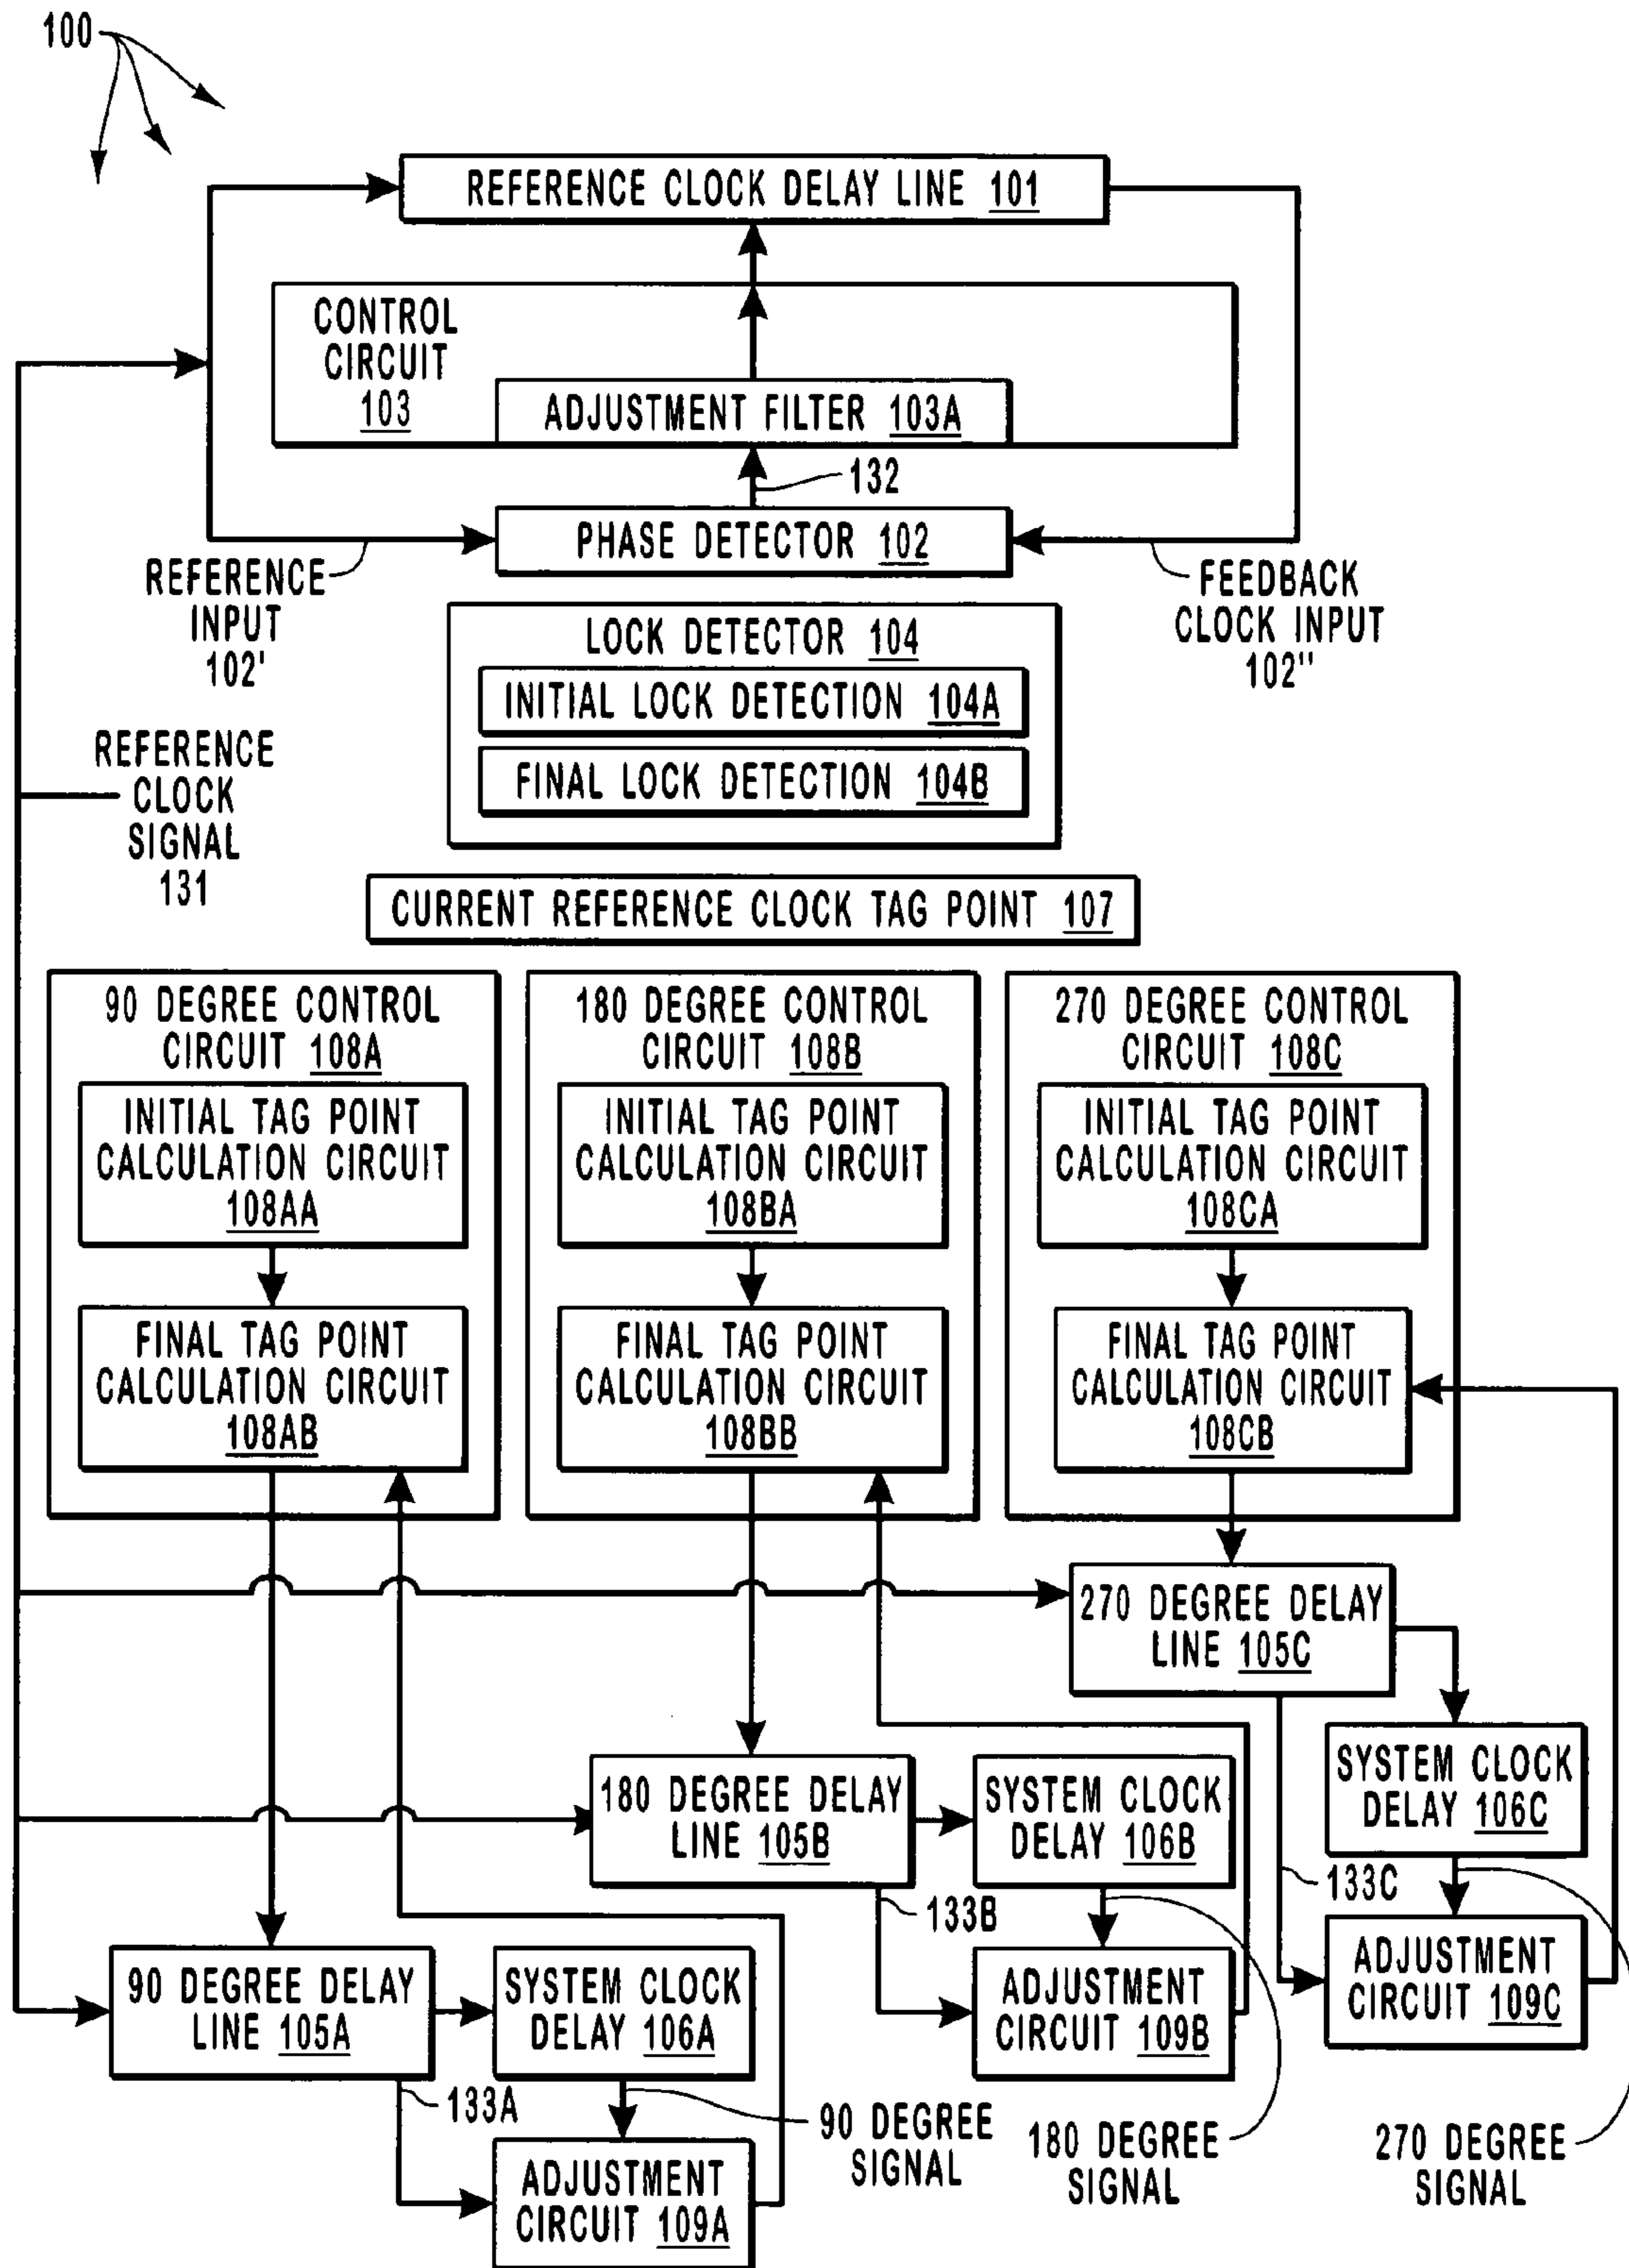 100
REFERENCE CLOCK DELAY LINE 101
CONTROL
CIRCUIT
103
ADJUSTMENT FILTER 103A
132
PHASE DETECTOR 102
REFERENCE
INPUT
102'
FEEDBACK
CLOCK INPUT
102"
LOCK DETECTOR 104
INITIAL LOCK DETECTION 104A
FINAL LOCK DETECTION 104B
REFERENCE
CLOCK
SIGNAL
131
CURRENT REFERENCE CLOCK TAG POINT 107
90 DEGREE CONTROL
CIRCUIT 108A
INITIAL TAG POINT
CALCULATION CIRCUIT
108AA
FINAL TAG POINT
CALCULATION CIRCUIT
108AB
180 DEGREE CONTROL
CIRCUIT 108B
INITIAL TAG POINT
CALCULATION CIRCUIT
108BA
FINAL TAG POINT
CALCULATION CIRCUIT
108BB
270 DEGREE CONTROL
CIRCUIT 108C
INITIAL TAG POINT
CALCULATION CIRCUIT
108CA
FINAL TAG POINT
CALCULATION CIRCUIT
108CB
270 DEGREE DELAY
LINE 105C
SYSTEM CLOCK
DELAY 106C
133C
ADJUSTMENT
CIRCUIT 109C
270 DEGREE
SIGNAL
180 DEGREE DELAY
LINE 105B
SYSTEM CLOCK
DELAY 106B
133B
ADJUSTMENT
CIRCUIT 109B
180 DEGREE
SIGNAL
90 DEGREE DELAY
LINE 105A
SYSTEM CLOCK
DELAY 106A
133A
90 DEGREE
SIGNAL
ADJUSTMENT
CIRCUIT 109A